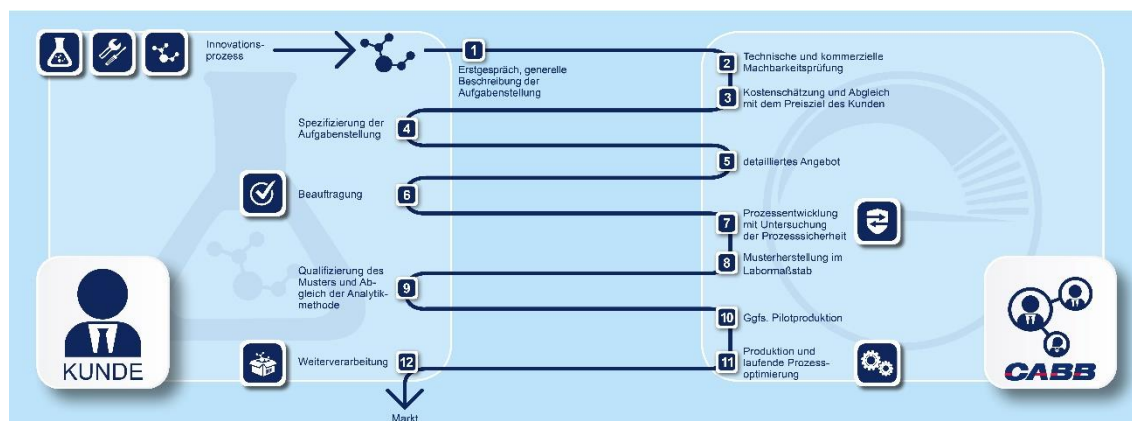 Innovations-
prozess
1
Erstgespräch, generelle
Beschreibung der
Aufgabenstellung
2
Technische und kommerzielle
Machbarkeitsprüfung
3
Kostenschätzung und Abgleich
mit dem Preisziel des Kunden
Spezifizierung der
Aufgabenstellung
4
5
detailliertes Angebot
Beauftragung
6
7
Prozessentwicklung
mit Untersuchung
der Prozesssicherheit
8
Musterherstellung im
Labormaßstab
Qualifizierung des
Musters und Ab-
gleich der Analytik-
methode
9
10
Ggfs. Pilotproduktion
11
Produktion und
laufende Prozess-
optimierung
Weiterverarbeitung
12
Markt
KUNDE
CABB